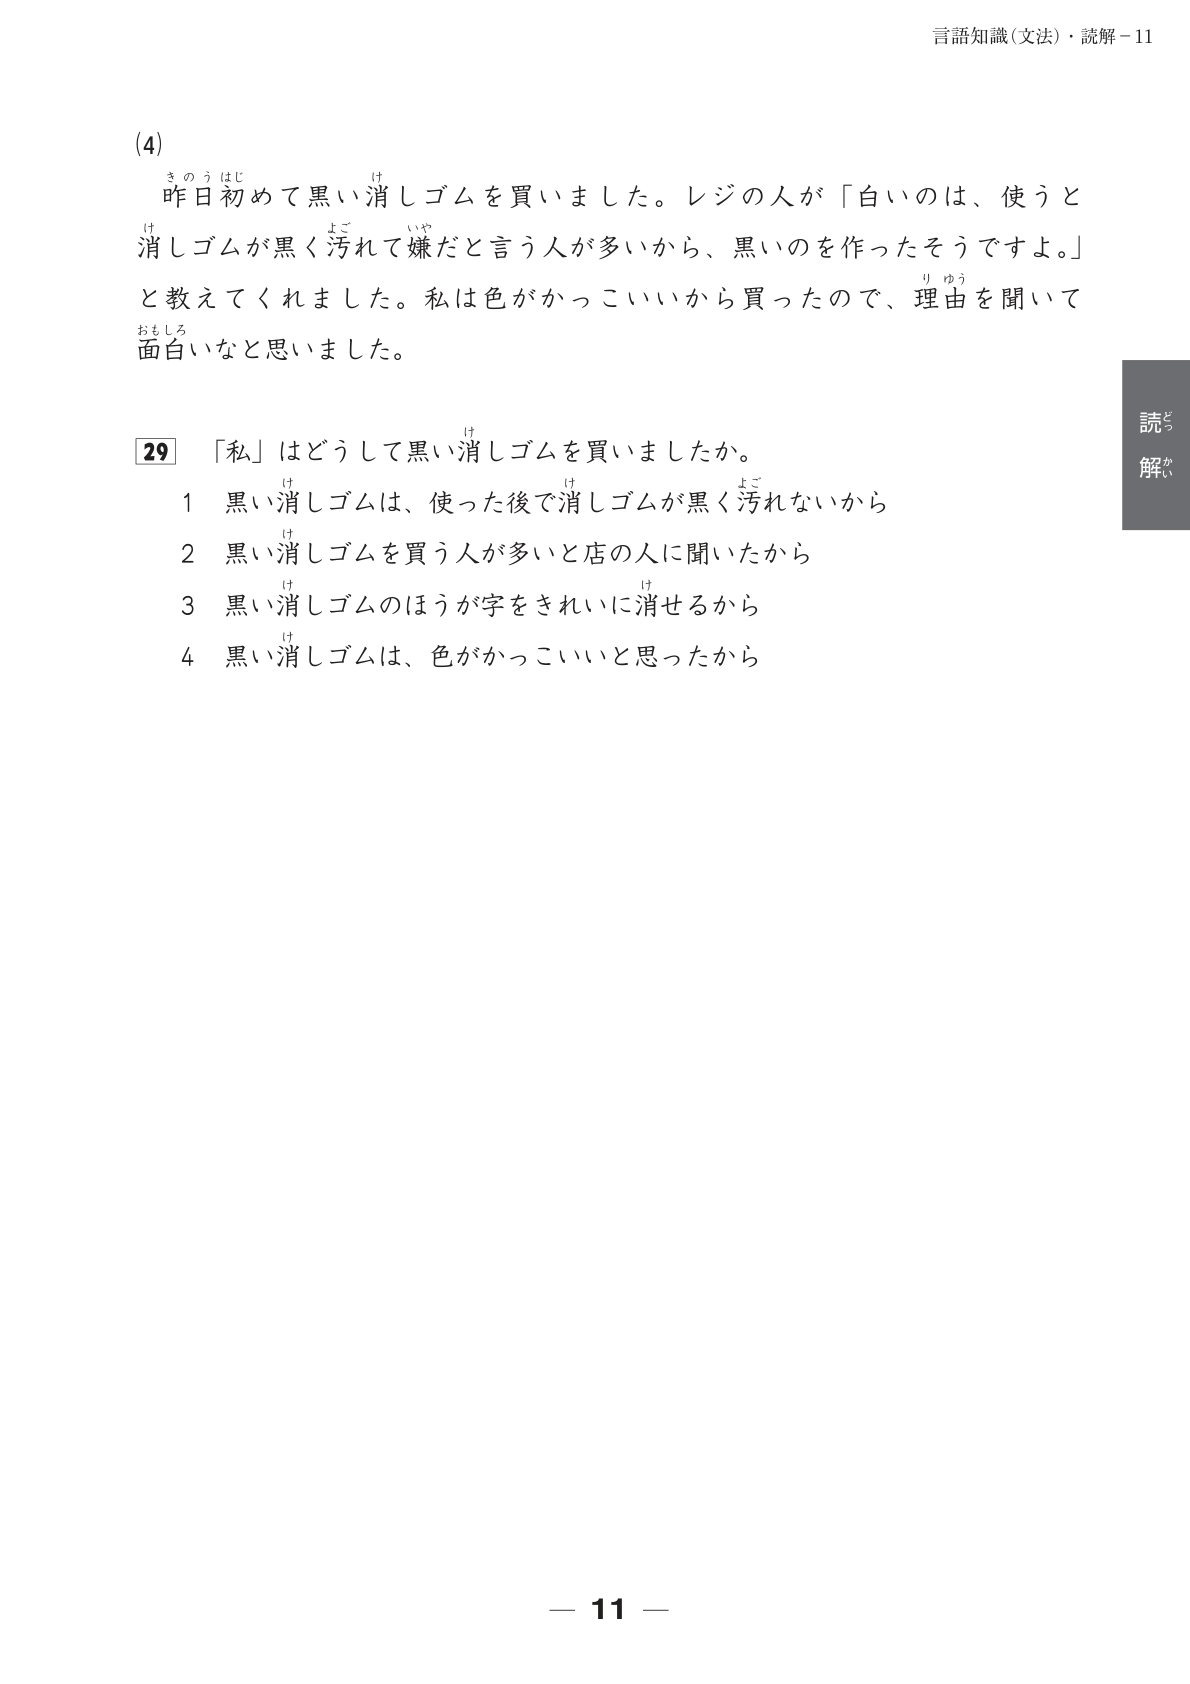 言語知識(文法)・読解－11
(4)
昨日初めて黒い消しゴムを買いました。レジの人が「白いのは、使うと
消しゴムが黒く汚れて嫌だと言う人が多いから、黒いのを作ったそうですよ。」
と教えてくれました。私は色がかっこいいから買ったので、理由を聞いて
面白いなと思いました。
読解
29 「私」はどうして黒い消しゴムを買いましたか。
1 黒い消しゴムは、使った後で消しゴムが黒く汚れないから
2 黒い消しゴムを買う人が多いと店の人に聞いたから
3 黒い消しゴムのほうが字をきれいに消せるから
4 黒い消しゴムは、色がかっこいいと思ったから
— 11 —